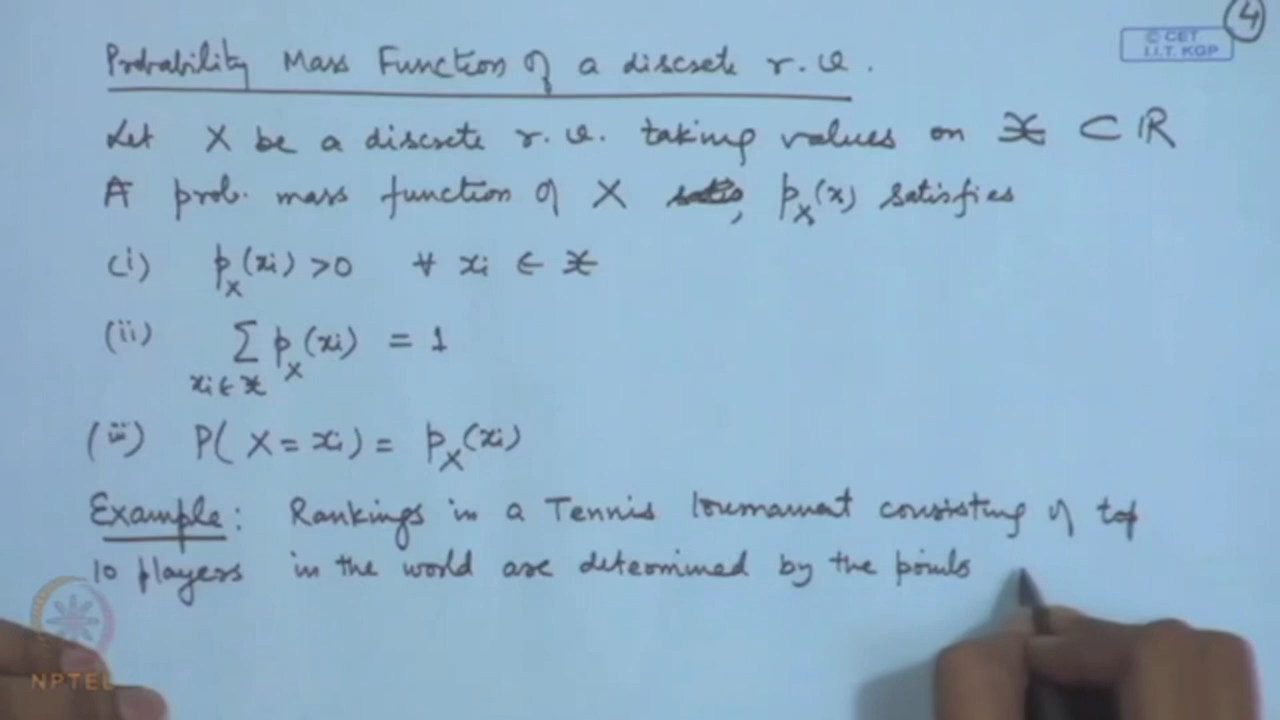 4
© CET
I.I.T. KGP
Probability Mass Function of a discrete r.v.
Let X be a discrete r.v. taking values on 𝒳 ⊂ ℝ
A prob. mass function of X satis, p_X(x) satisfies
(i) p_X(xi) > 0 ∀ xi ∈ 𝒳
(ii) Σ_{xi ∈ 𝒳} p_X(xi) = 1
(iii) P(X = xi) = p_X(xi)
Example: Rankings in a Tennis tournament consisting of top
10 players in the world are determined by the points
NPTEL